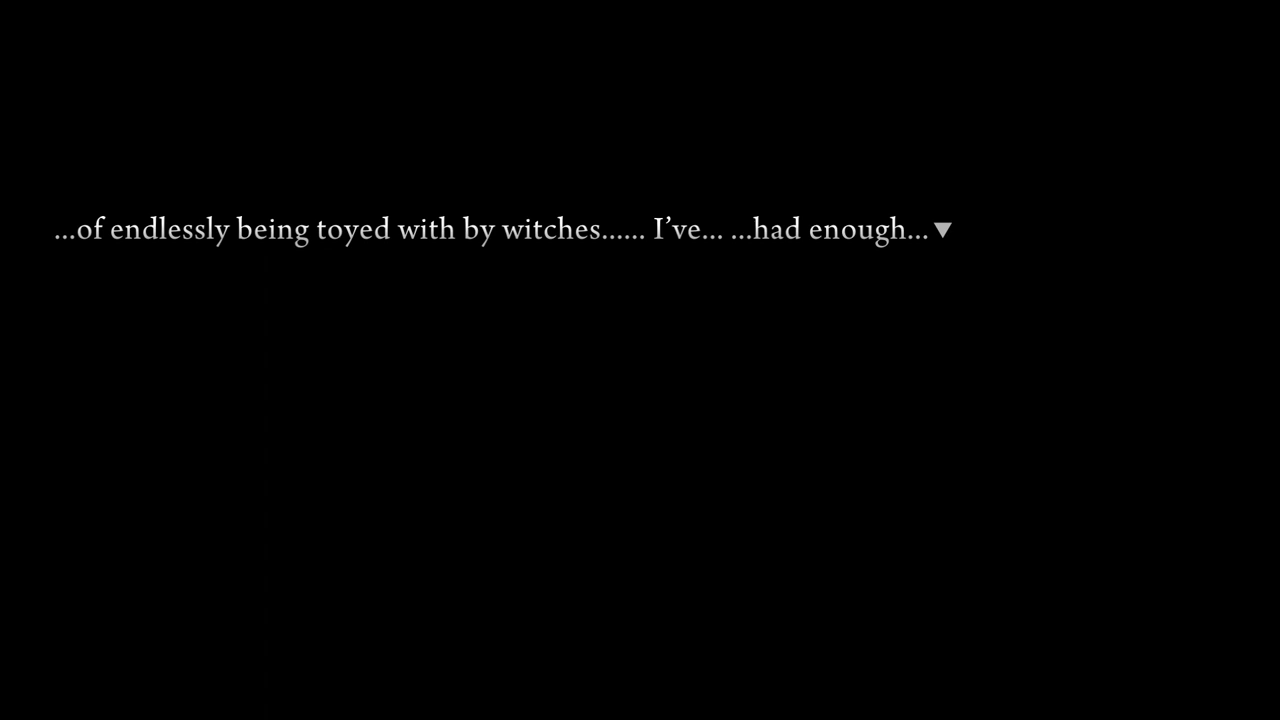 ...of endlessly being toyed with by witches...... I’ve... ...had enough...▼